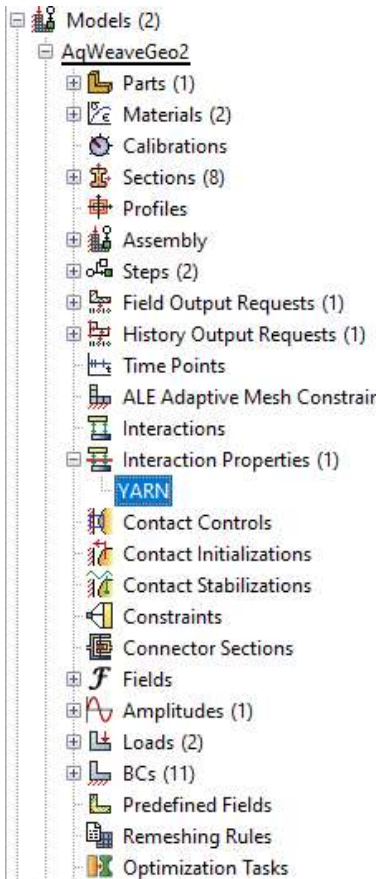 Models (2)
AqWeaveGeo2
Parts (1)
Materials (2)
Calibrations
Sections (8)
Profiles
Assembly
Steps (2)
Field Output Requests (1)
History Output Requests (1)
Time Points
ALE Adaptive Mesh Constrain
Interactions
Interaction Properties (1)
YARN
Contact Controls
Contact Initializations
Contact Stabilizations
Constraints
Connector Sections
Fields
Amplitudes (1)
Loads (2)
BCs (11)
Predefined Fields
Remeshing Rules
Optimization Tasks